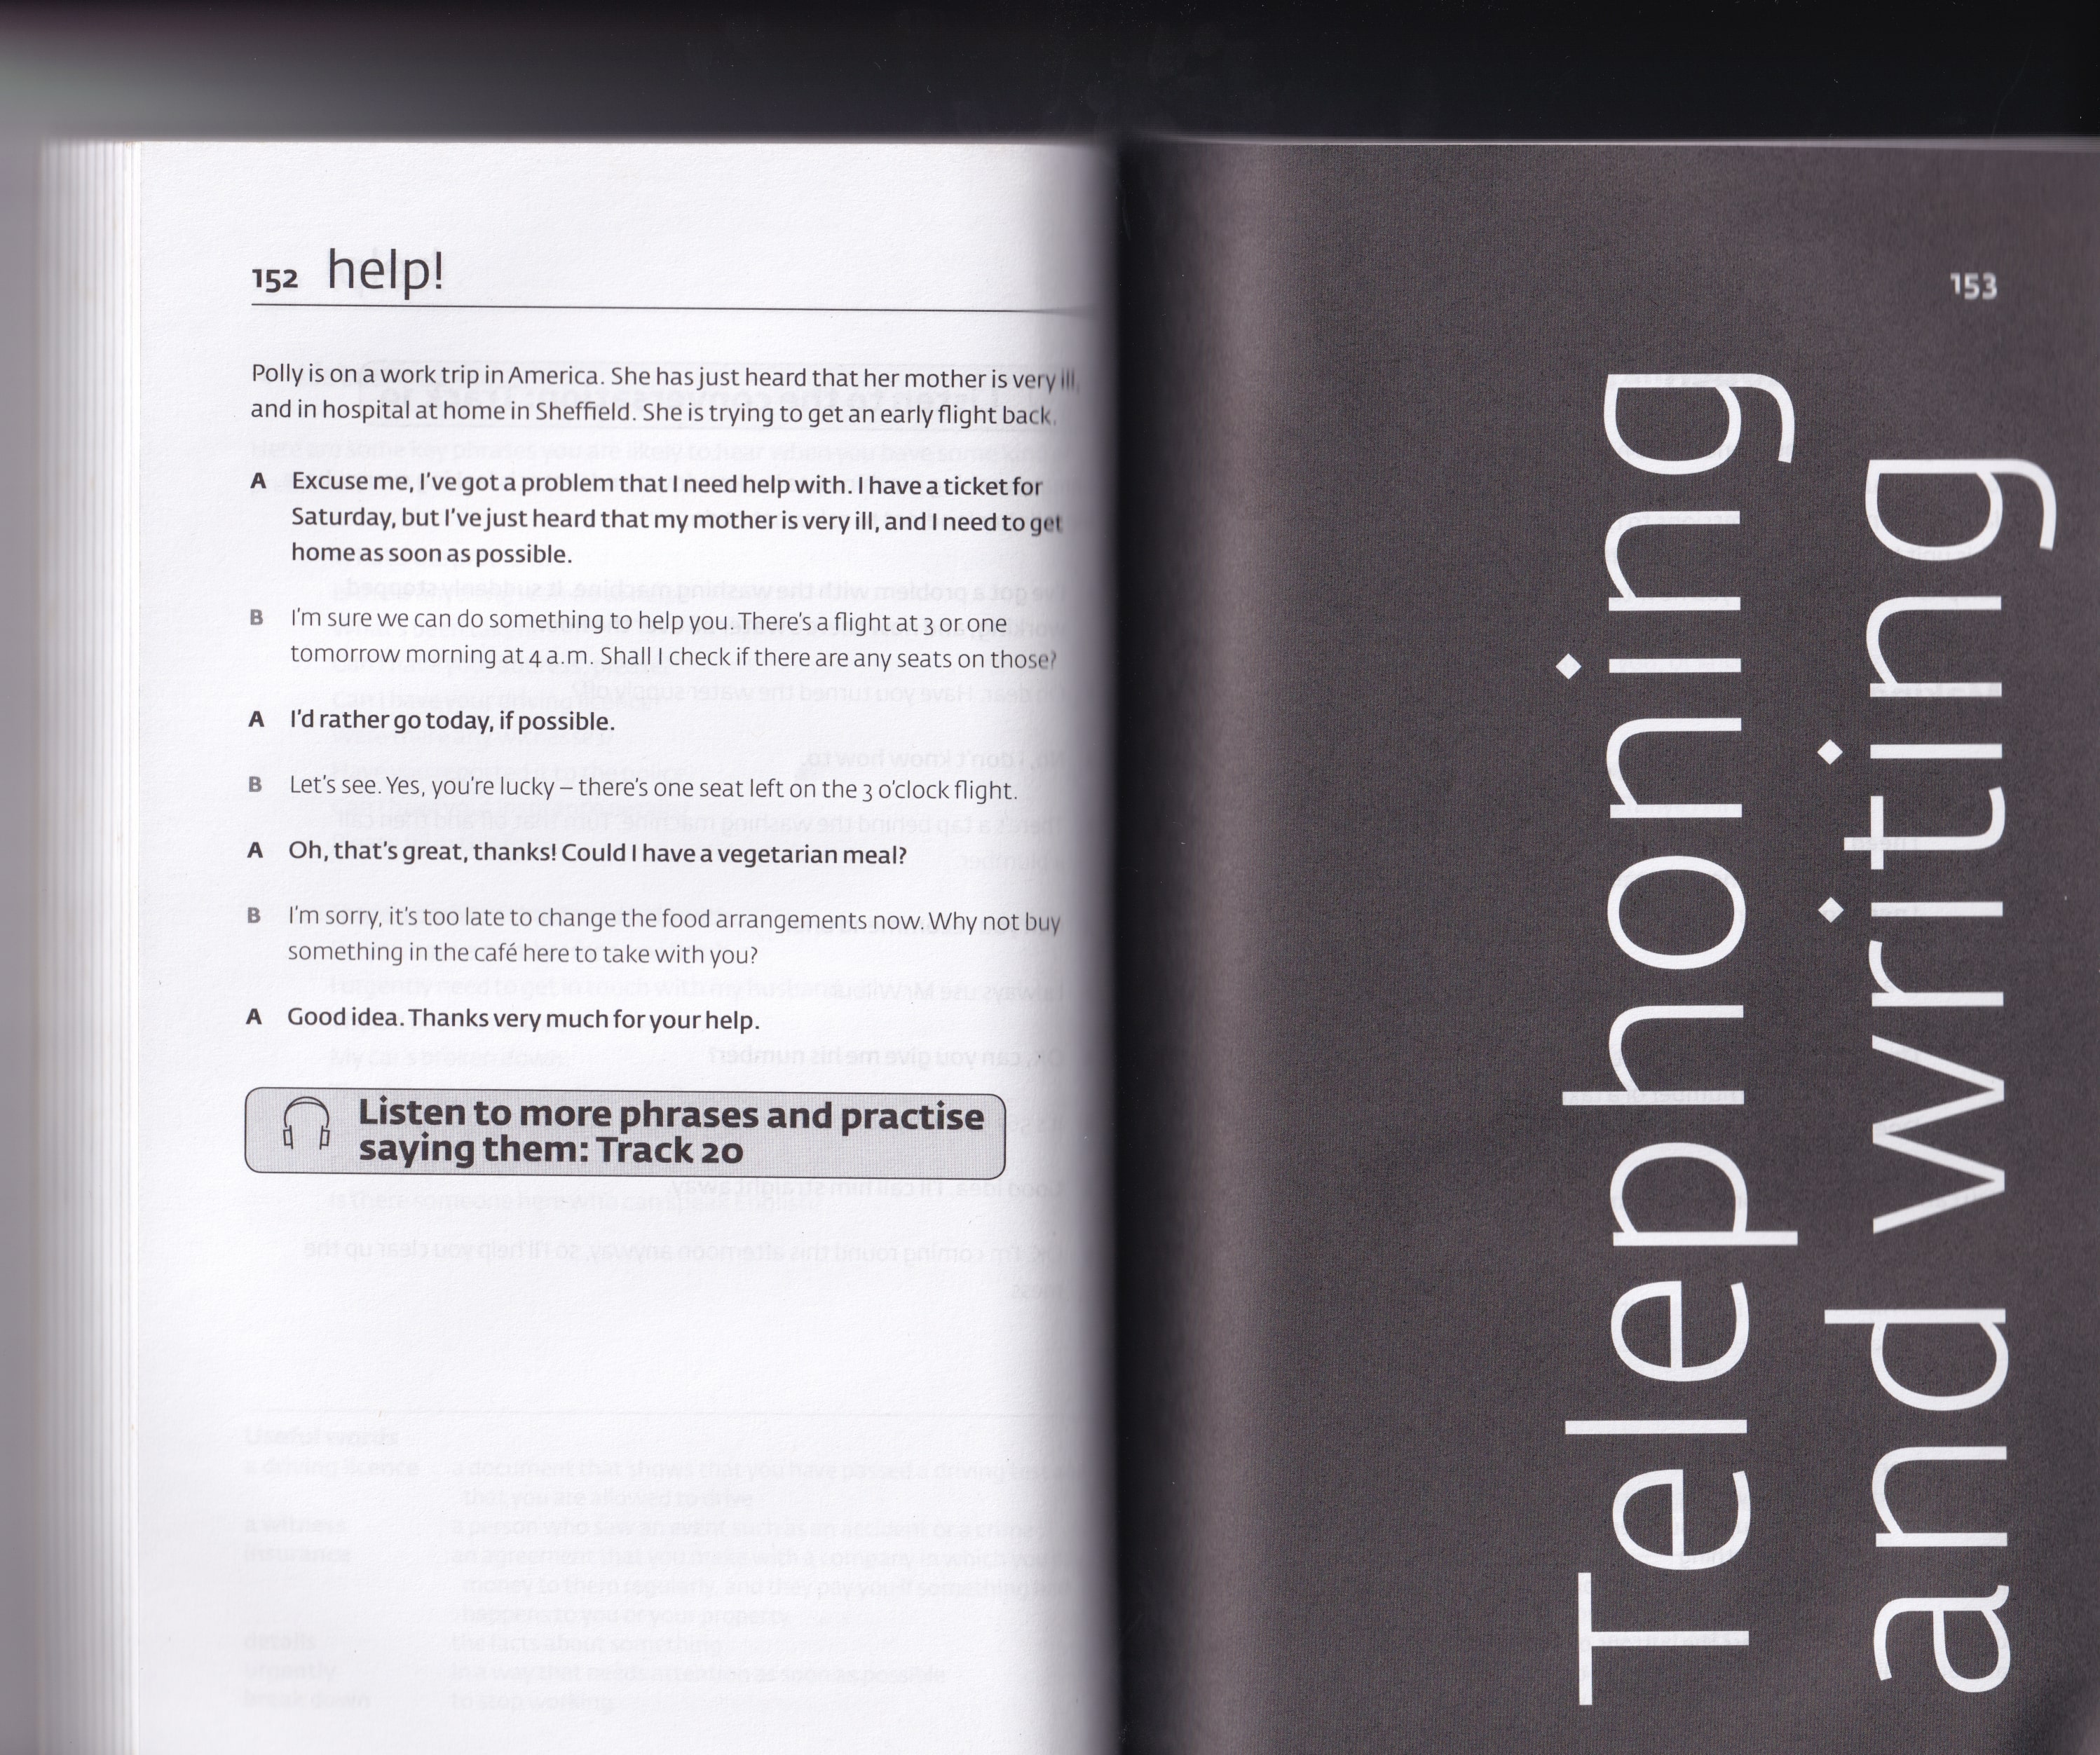 152 help!
Polly is on a work trip in America. She has just heard that her mother is very ill,
and in hospital at home in Sheffield. She is trying to get an early flight back.
A Excuse me, I've got a problem that I need help with. I have a ticket for
Saturday, but I've just heard that my mother is very ill, and I need to get
home as soon as possible.
B I'm sure we can do something to help you. There's a flight at 3 or one
tomorrow morning at 4 a.m. Shall I check if there are any seats on those?
A I'd rather go today, if possible.
B Let's see. Yes, you're lucky – there's one seat left on the 3 o'clock flight.
A Oh, that's great, thanks! Could I have a vegetarian meal?
B I'm sorry, it's too late to change the food arrangements now. Why not buy
something in the café here to take with you?
A Good idea. Thanks very much for your help.
Listen to more phrases and practise
saying them: Track 20
153
Telephoning
and writing